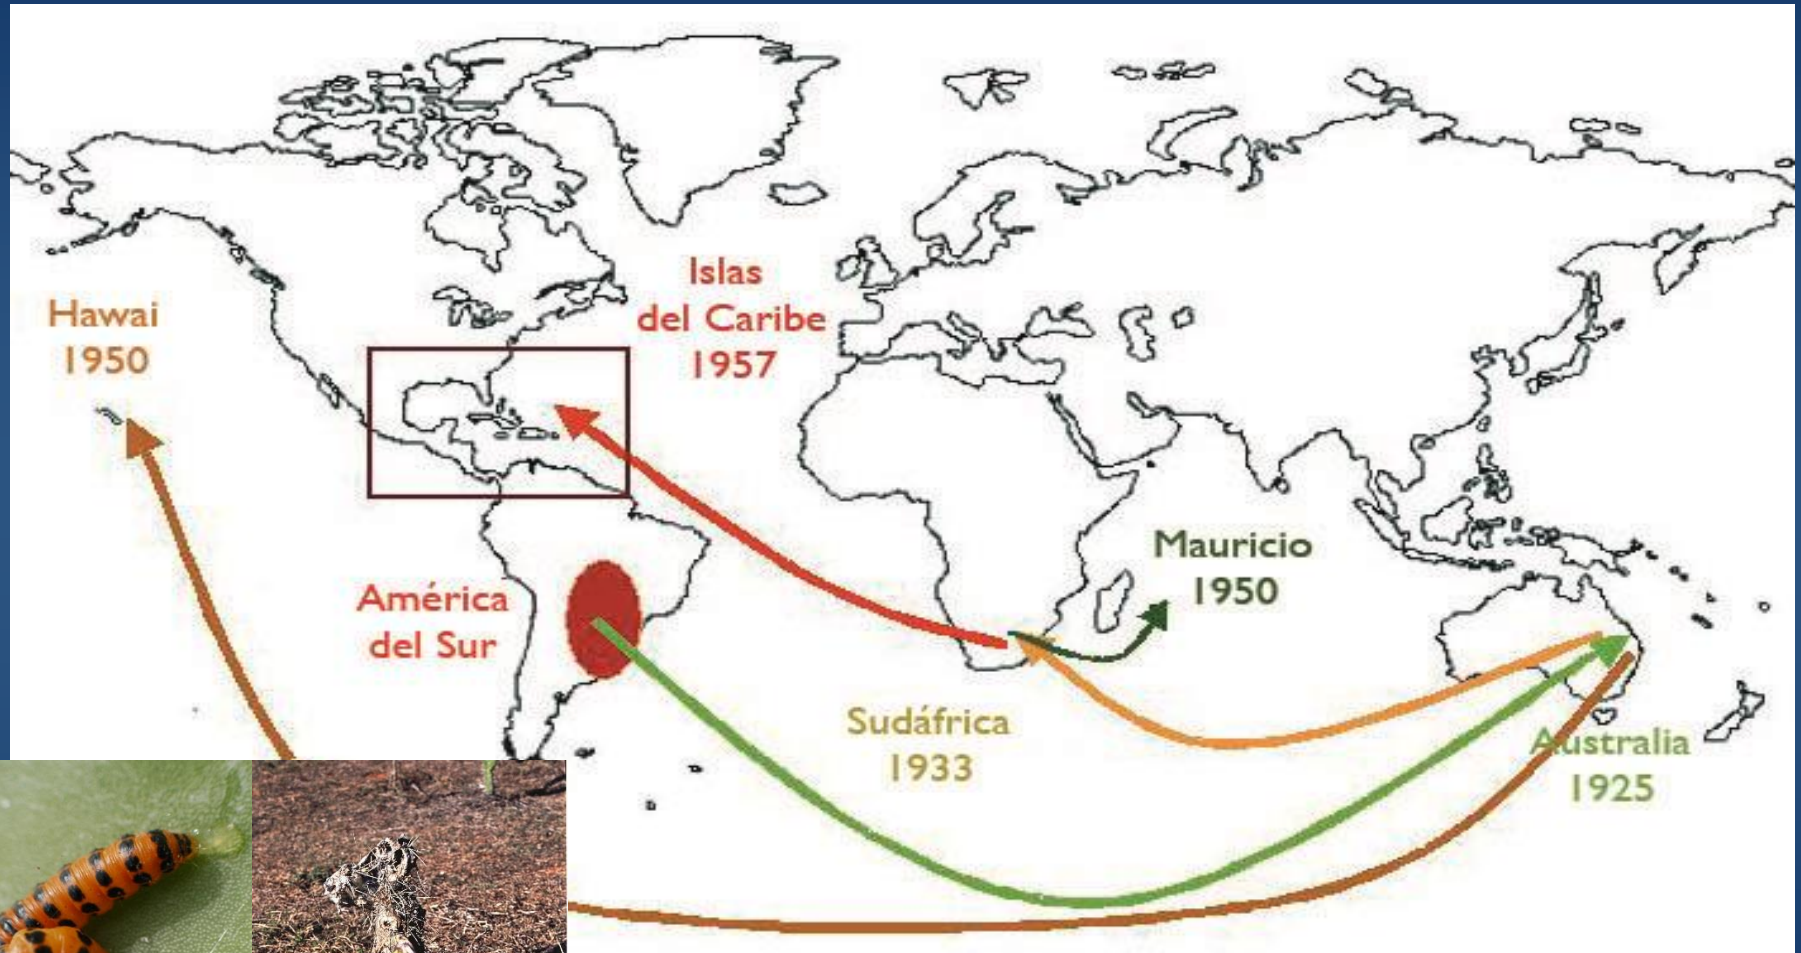 Islas
del Caribe
1957
Hawai
1950
Mauricio
1950
América
del Sur
Sudáfrica
1933
Australia
1925